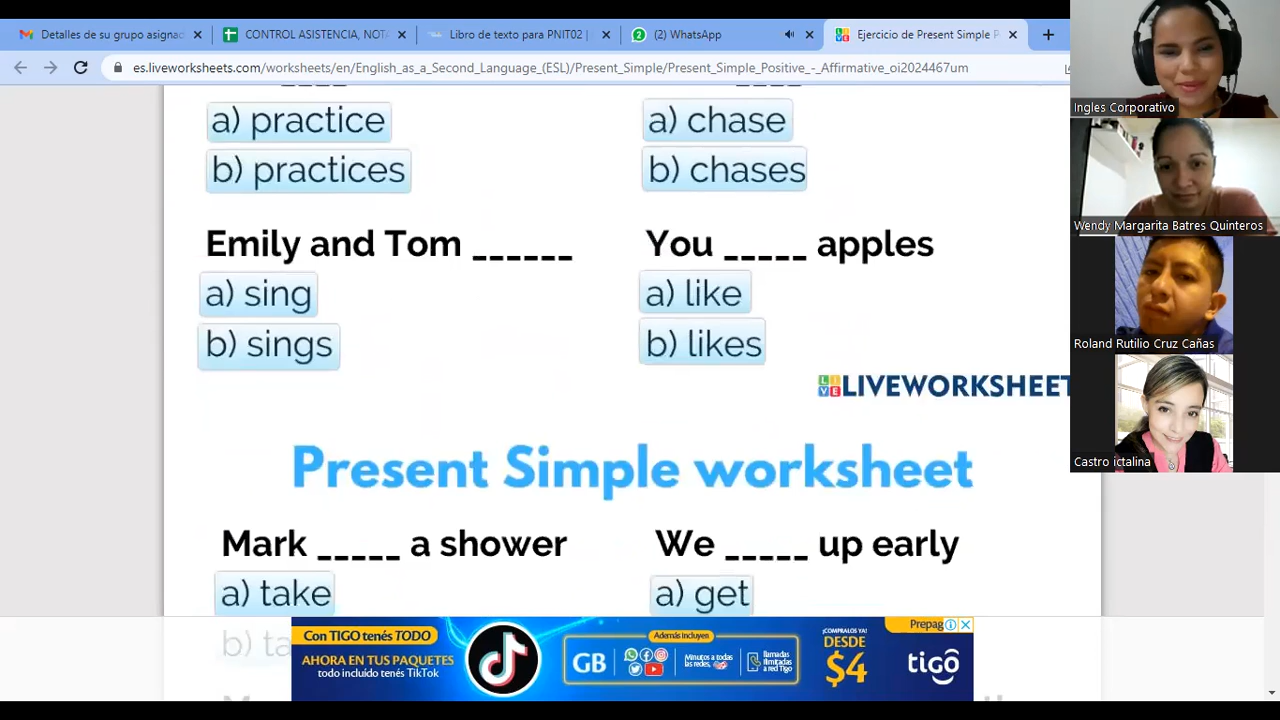 Detalles de su grupo asignad
CONTROL ASISTENCIA, NOT
Libro de texto para PNIT02 |
(2) WhatsApp
Ejercicio de Present Simple P
es.liveworksheets.com/worksheets/en/English_as_a_Second_Language_(ESL)/Present_Simple/Present_Simple_Positive_-_Affirmative_oi2024467um
a) practice
b) practices
a) chase
b) chases
Emily and Tom ______
a) sing
b) sings
You _____ apples
a) like
b) likes
LIVEWORKSHEET
Present Simple worksheet
Mark _____ a shower
a) take
b) ta
We _____ up early
a) get
Con TIGO tenés TODO
AHORA EN TUS PAQUETES
todo incluído tenés TikTok
Además incluyen
GB
Minutos a todas
las redes,
llamadas
ilimitadas
a red Tigo
¡COMPRALOS YA!
DESDE
$4
Prepag
tigo
Ingles Corporativo
Wendy Margarita Batres Quinteros
Roland Rutilio Cruz Cañas
Castro ictalina